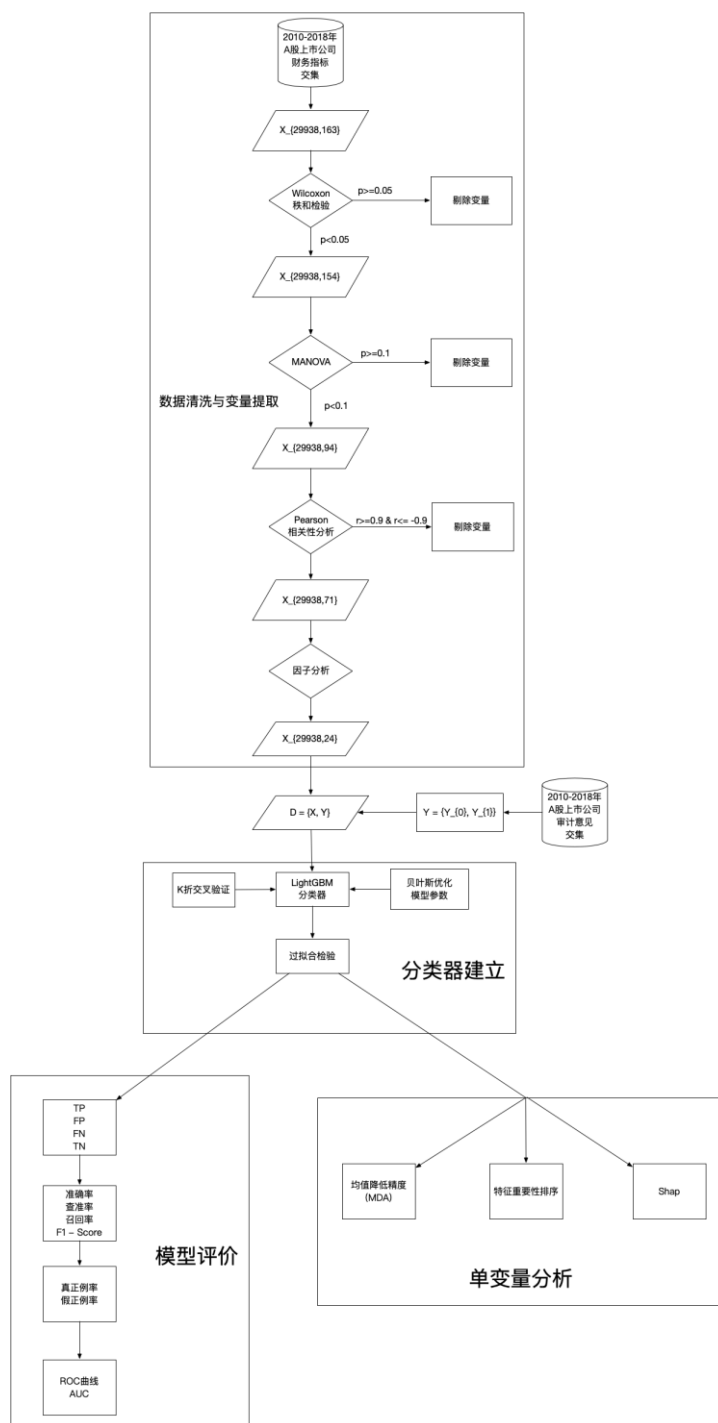 2010-2018年
A股上市公司
财务指标
交集
X_{29938,163}
Wilcoxon
秩和检验
p>=0.05
剔除变量
p<0.05
X_{29938,154}
MANOVA
p>=0.1
剔除变量
数据清洗与变量提取
p<0.1
X_{29938,94}
Pearson
相关性分析
r>=0.9 & r<= -0.9
剔除变量
X_{29938,71}
因子分析
X_{29938,24}
D = {X, Y}
Y = {Y_{0}, Y_{1}}
2010-2018年
A股上市公司
审计意见
交集
K折交叉验证
LightGBM
分类器
贝叶斯优化
模型参数
过拟合检验
分类器建立
TP
FP
FN
TN
准确率
查准率
召回率
F1 – Score
模型评价
真正例率
假正例率
ROC曲线
AUC
均值降低精度
（MDA）
特征重要性排序
Shap
单变量分析